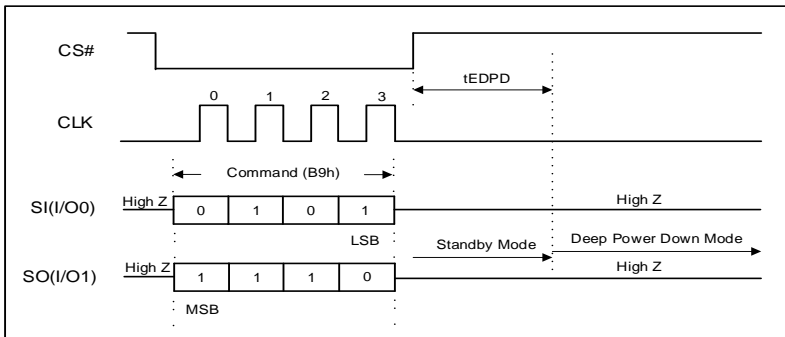 CS#
tEDPD
0 1 2 3
CLK
Command (B9h)
High Z High Z
SI(I/O0) 0 1 0 1
LSB Standby Mode Deep Power Down Mode
High Z High Z
SO(I/O1) 1 1 1 0
MSB